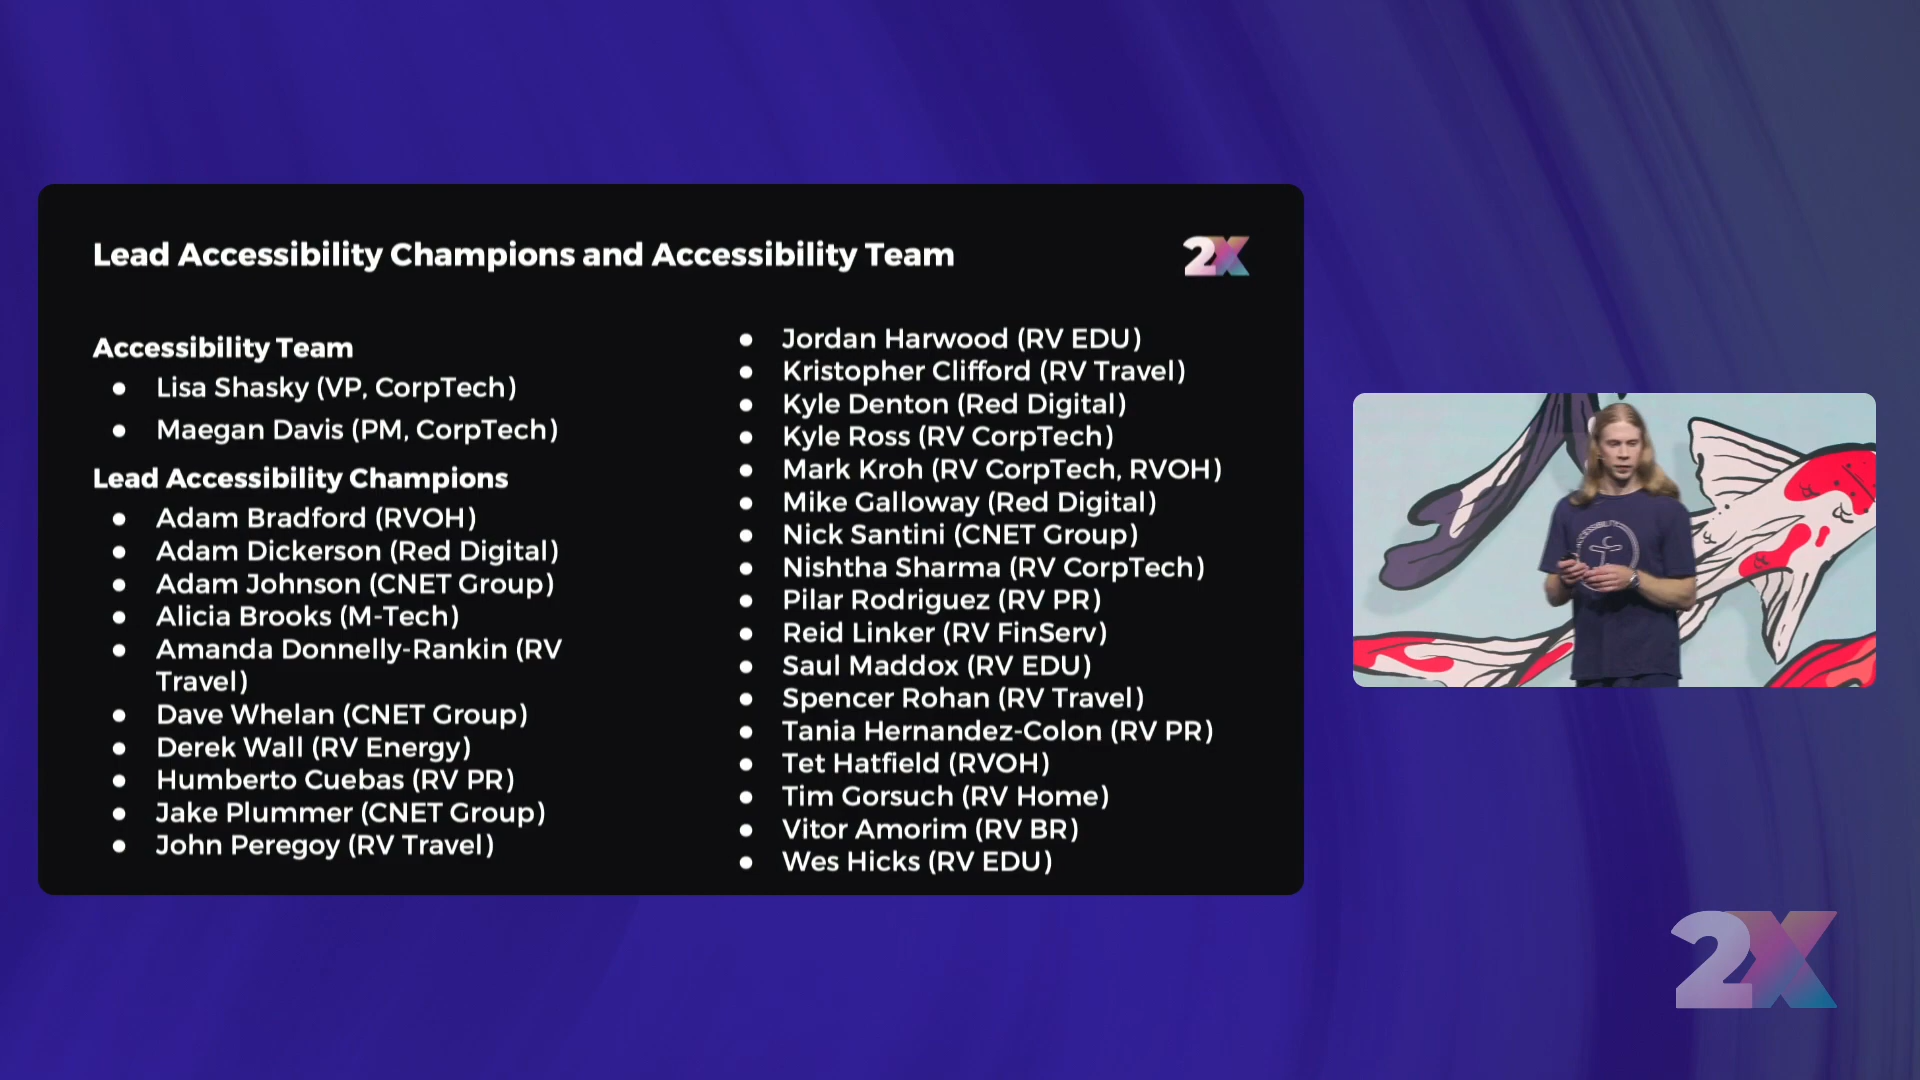 Lead Accessibility Champions and Accessibility Team
2X
Accessibility Team
● Lisa Shasky (VP, CorpTech)
● Maegan Davis (PM, CorpTech)
Lead Accessibility Champions
● Adam Bradford (RVOH)
● Adam Dickerson (Red Digital)
● Adam Johnson (CNET Group)
● Alicia Brooks (M-Tech)
● Amanda Donnelly-Rankin (RV
Travel)
● Dave Whelan (CNET Group)
● Derek Wall (RV Energy)
● Humberto Cuebas (RV PR)
● Jake Plummer (CNET Group)
● John Peregoy (RV Travel)
● Jordan Harwood (RV EDU)
● Kristopher Clifford (RV Travel)
● Kyle Denton (Red Digital)
● Kyle Ross (RV CorpTech)
● Mark Kroh (RV CorpTech, RVOH)
● Mike Galloway (Red Digital)
● Nick Santini (CNET Group)
● Nishtha Sharma (RV CorpTech)
● Pilar Rodriguez (RV PR)
● Reid Linker (RV FinServ)
● Saul Maddox (RV EDU)
● Spencer Rohan (RV Travel)
● Tania Hernandez-Colon (RV PR)
● Tet Hatfield (RVOH)
● Tim Gorsuch (RV Home)
● Vitor Amorim (RV BR)
● Wes Hicks (RV EDU)
2X